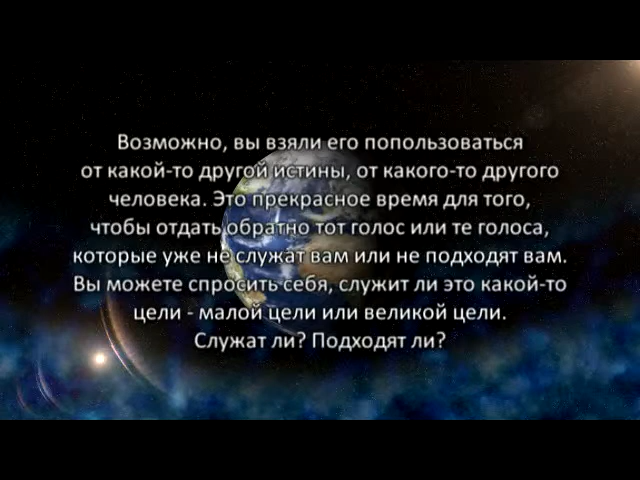 Возможно, вы взяли его попользоваться
от какой-то другой истины, от какого-то другого
человека. Это прекрасное время для того,
чтобы отдать обратно тот голос или те голоса,
которые уже не служат вам или не подходят вам.
Вы можете спросить себя, служит ли это какой-то
цели - малой цели или великой цели.
Служат ли? Подходят ли?